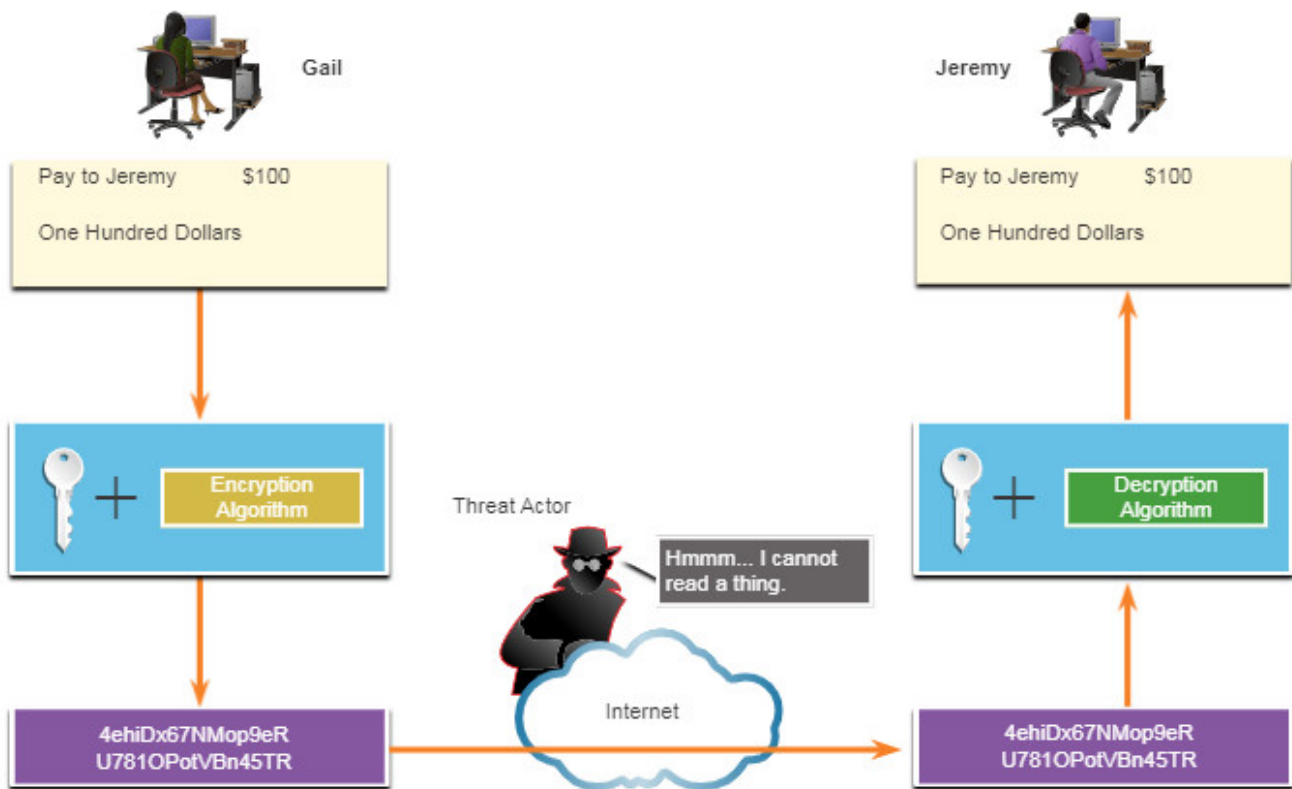 Gail
Jeremy
Pay to Jeremy $100
One Hundred Dollars
Pay to Jeremy $100
One Hundred Dollars
Encryption
Algorithm
Decryption
Algorithm
Threat Actor
Hmmm... I cannot
read a thing.
Internet
4ehiDx67NMop9eR
U781OPotVBn45TR
4ehiDx67NMop9eR
U781OPotVBn45TR